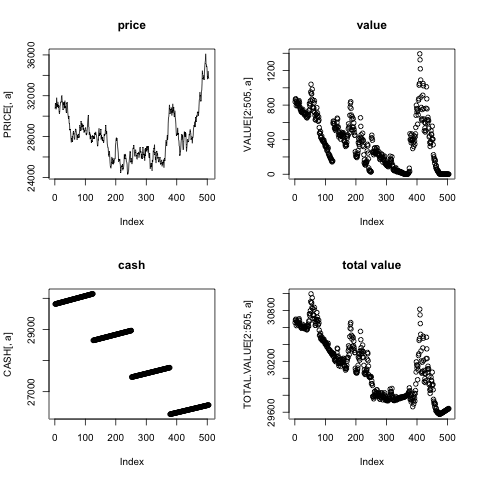 price
PRICE[, a]
24000 28000 32000 36000
0 100 200 300 400 500
Index
value
VALUE[2:505, a]
0 400 800 1200
0 100 200 300 400 500
Index
cash
CASH[, a]
27000 29000
0 100 200 300 400 500
Index
total value
TOTAL.VALUE[2:505, a]
29600 30200 30800
0 100 200 300 400 500
Index